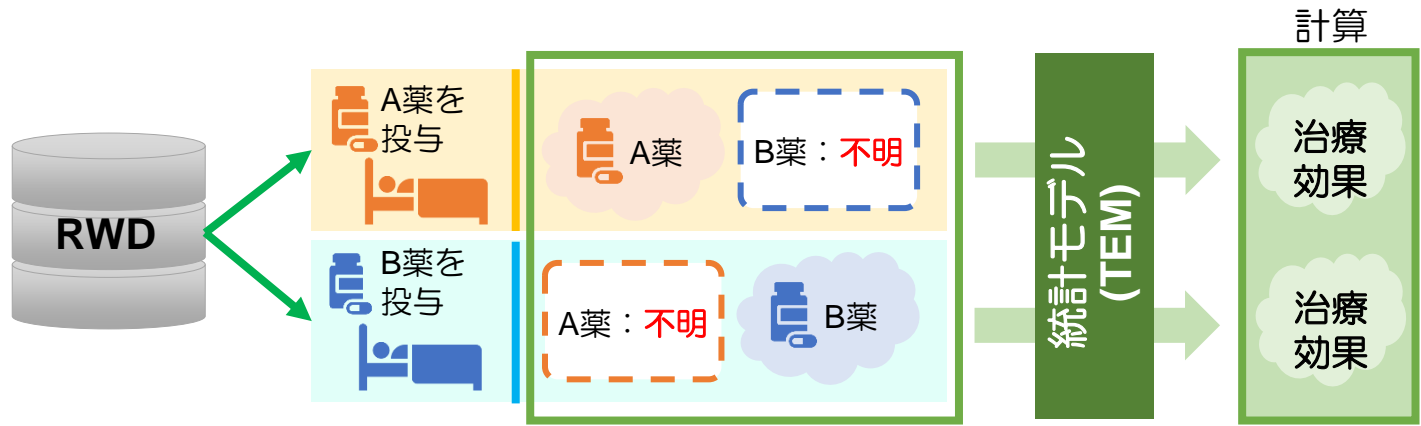 RWD
A薬を
投与
A薬
B薬：不明
B薬を
投与
A薬：不明
B薬
統計モデル
(TEM)
計算
治療
効果
治療
効果